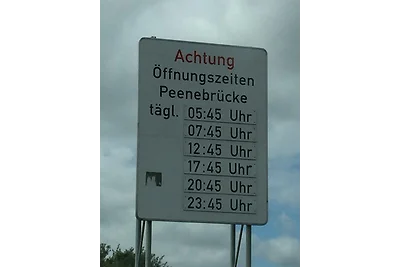 Achtung
Öffnungszeiten
Peenebrücke
tägl. 05:45 Uhr
07:45 Uhr
12:45 Uhr
17:45 Uhr
20:45 Uhr
23:45 Uhr